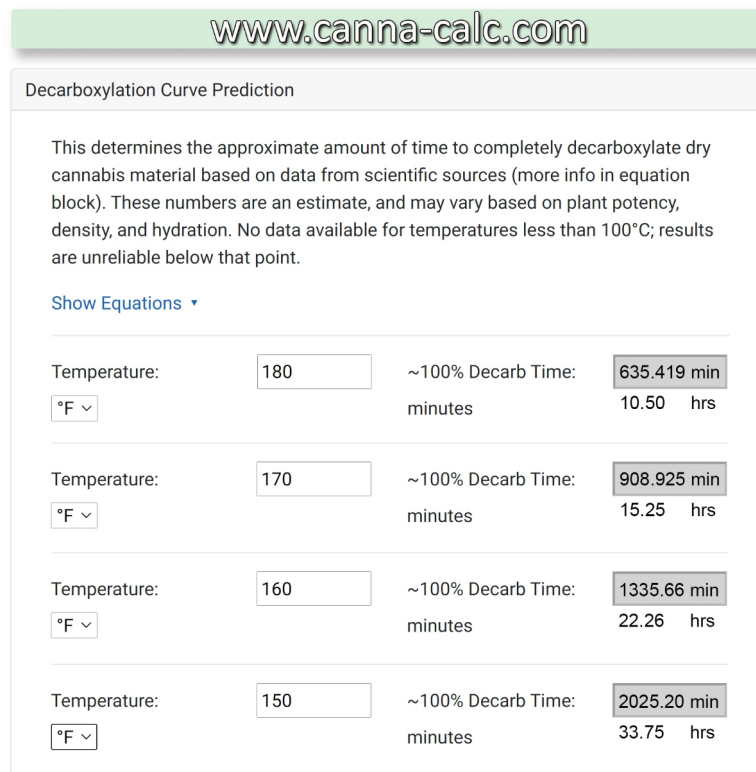 www.canna-calc.com
Decarboxylation Curve Prediction
This determines the approximate amount of time to completely decarboxylate dry
cannabis material based on data from scientific sources (more info in equation
block). These numbers are an estimate, and may vary based on plant potency,
density, and hydration. No data available for temperatures less than 100°C; results
are unreliable below that point.
Show Equations ▼
Temperature: 180 ~100% Decarb Time: 635.419 min
°F minutes 10.50 hrs
Temperature: 170 ~100% Decarb Time: 908.925 min
°F minutes 15.25 hrs
Temperature: 160 ~100% Decarb Time: 1335.66 min
°F minutes 22.26 hrs
Temperature: 150 ~100% Decarb Time: 2025.20 min
°F minutes 33.75 hrs